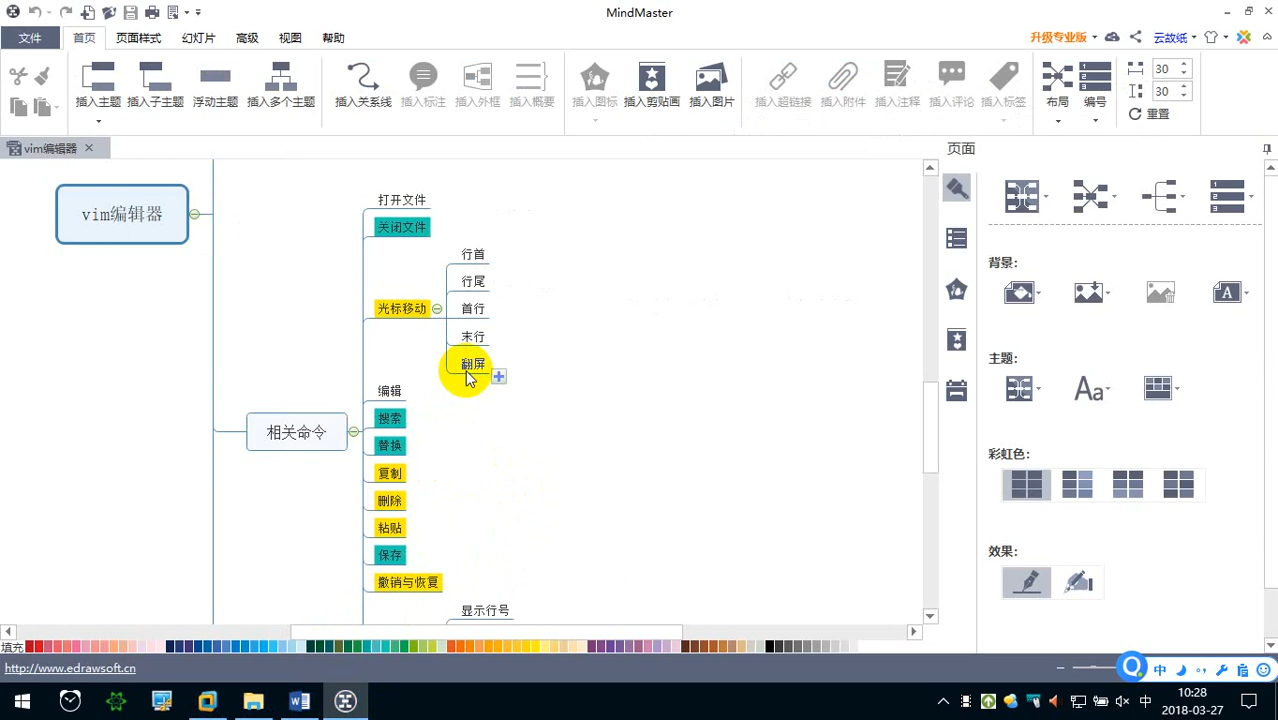 MindMaster
文件 首页 页面样式 幻灯片 高级 视图 帮助
升级专业版 云故纸
插入主题 插入子主题 浮动主题 插入多个主题 插入关系线 插入标注 插入外框 插入概要 插入图标 插入剪贴画 插入图片 插入超链接 插入附件 插入注释 插入评论 插入标签 布局 编号
30
30
重置
vim编辑器
页面
vim编辑器
打开文件
关闭文件
行首
行尾
光标移动
首行
末行
翻屏
编辑
搜索
相关命令
替换
复制
删除
粘贴
保存
撤销与恢复
显示行号
背景:
主题:
彩虹色:
效果:
填充
http://www.edrawsoft.cn
中
中
10:28
2018-03-27